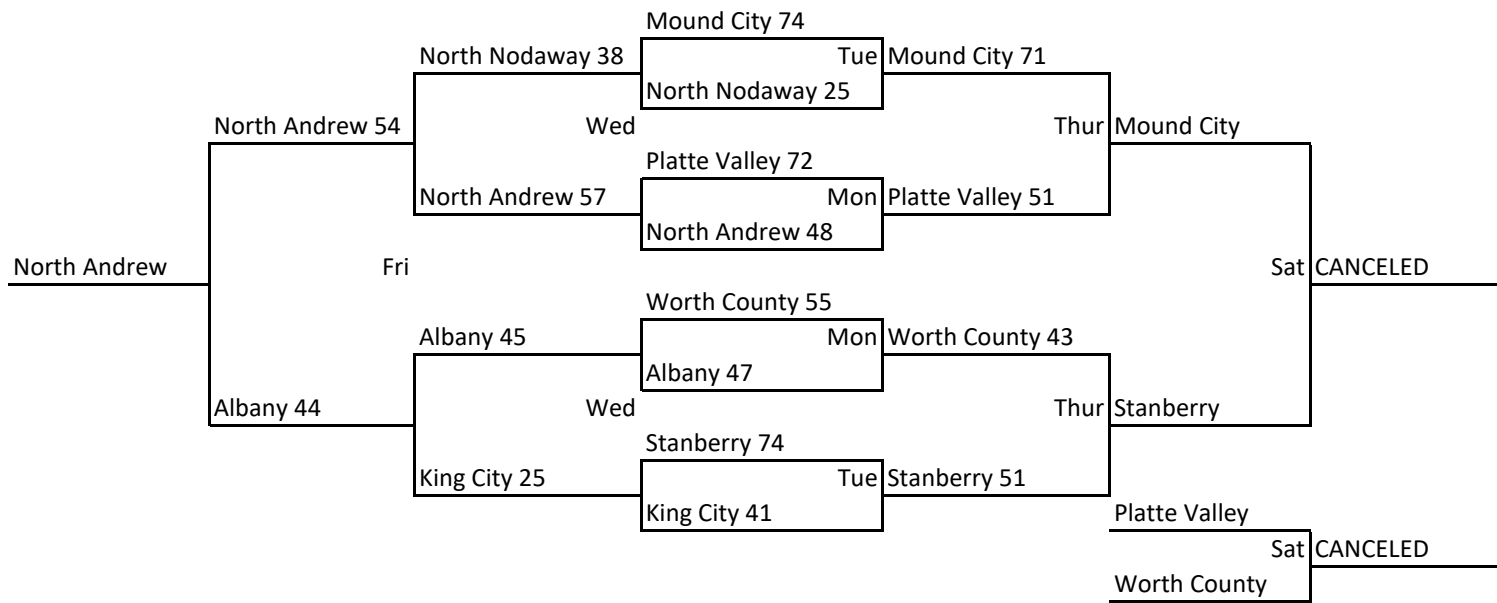 Mound City 74
North Nodaway 38
Tue
Mound City 71
North Nodaway 25
North Andrew 54
Wed
Thur
Mound City
Platte Valley 72
North Andrew 57
Mon
Platte Valley 51
North Andrew 48
North Andrew
Fri
Sat
CANCELED
Worth County 55
Albany 45
Mon
Worth County 43
Albany 47
Albany 44
Wed
Thur
Stanberry
Stanberry 74
King City 25
Tue
Stanberry 51
King City 41
Platte Valley
Sat
CANCELED
Worth County